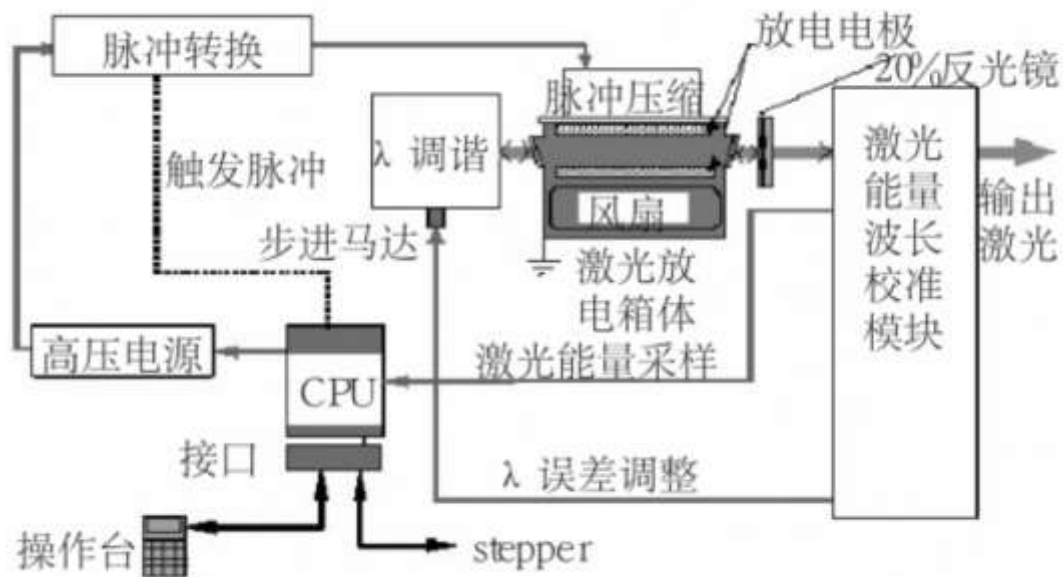 脉冲转换
放电电极
20%反光镜
脉冲压缩
λ 调谐
激光
能量
波长
校准
模块
触发脉冲
风扇
输出
激光
步进马达
激光放
电箱体
高压电源
激光能量采样
CPU
接口
λ 误差调整
操作台
stepper